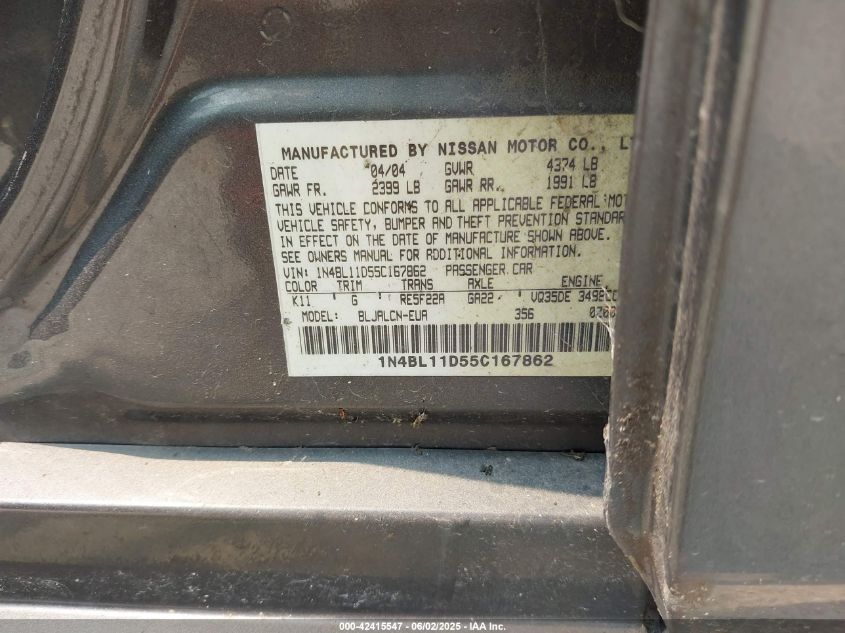 MANUFACTURED BY NISSAN MOTOR CO.,
DATE 04/04 GVWR 4374 LB
GAWR FR. 2399 LB GAWR RR. 1991 LB
THIS VEHICLE CONFORMS TO ALL APPLICABLE FEDERAL
VEHICLE SAFETY, BUMPER AND THEFT PREVENTION
IN EFFECT ON THE DATE OF MANUFACTURE SHOWN ABOVE.
SEE OWNERS MANUAL FOR ADDITIONAL INFORMATION.
VIN: 1N4BL11D55C167862 PASSENGER CAR
COLOR TRIM TRANS AXLE ENGINE
K11 G RE5F22A GA22 VQ35DE 3498CC
MODEL: BLJALCN-EUA 356
1N4BL11D55C167862
000-42415547 - 06/02/2025 - IAA Inc.